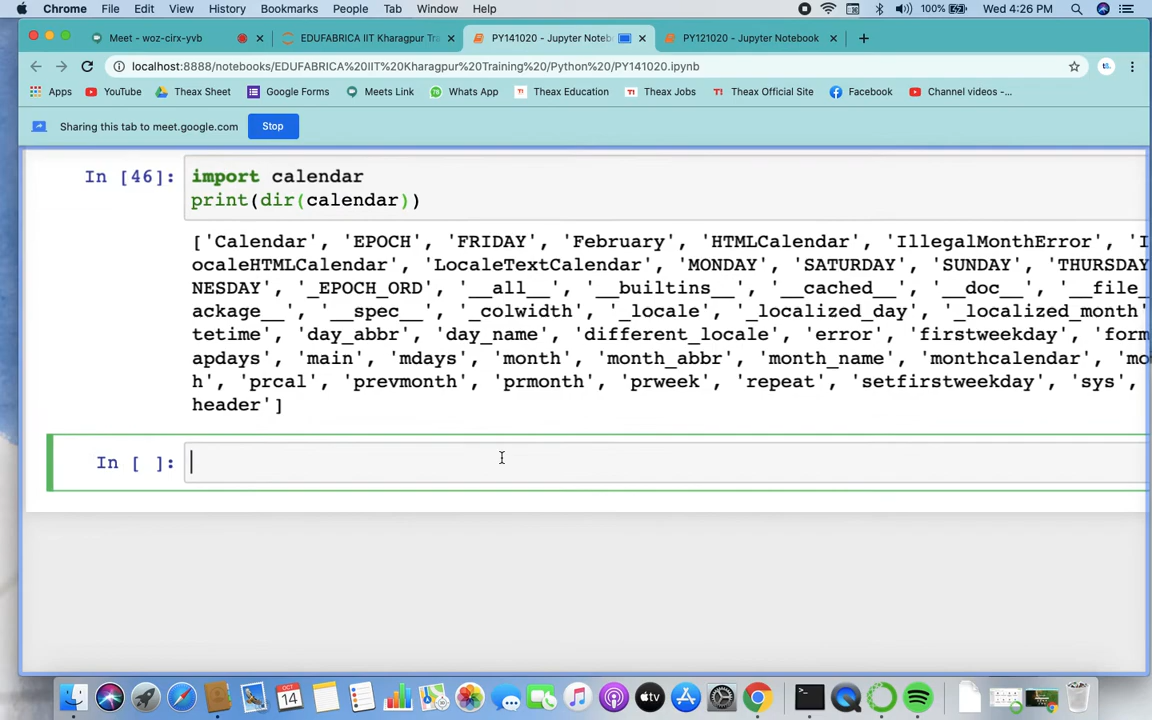 Chrome File Edit View History Bookmarks People Tab Window Help 100% Wed 4:26 PM
Meet - woz-cirx-yvb EDUFABRICA IIT Kharagpur Tra PY141020 - Jupyter Noteb PY121020 - Jupyter Notebook
localhost:8888/notebooks/EDUFABRICA%20IIT%20Kharagpur%20Training%20/Python%20/PY141020.ipynb
Apps YouTube Theax Sheet Google Forms Meets Link Whats App Theax Education Theax Jobs Theax Official Site Facebook Channel videos -...
Sharing this tab to meet.google.com Stop
In [46]: import calendar
print(dir(calendar))
['Calendar', 'EPOCH', 'FRIDAY', 'February', 'HTMLCalendar', 'IllegalMonthError', 'I
ocaleHTMLCalendar', 'LocaleTextCalendar', 'MONDAY', 'SATURDAY', 'SUNDAY', 'THURSDAY
NESDAY', '_EPOCH_ORD', '__all__', '__builtins__', '__cached__', '__doc__', '__file_
ackage__', '__spec__', '_colwidth', '_locale', '_localized_day', '_localized_month'
tetime', 'day_abbr', 'day_name', 'different_locale', 'error', 'firstweekday', 'form
apdays', 'main', 'mdays', 'month', 'month_abbr', 'month_name', 'monthcalendar', 'mo
h', 'prcal', 'prevmonth', 'prmonth', 'prweek', 'repeat', 'setfirstweekday', 'sys',
header']
In [ ]:
OCT
14